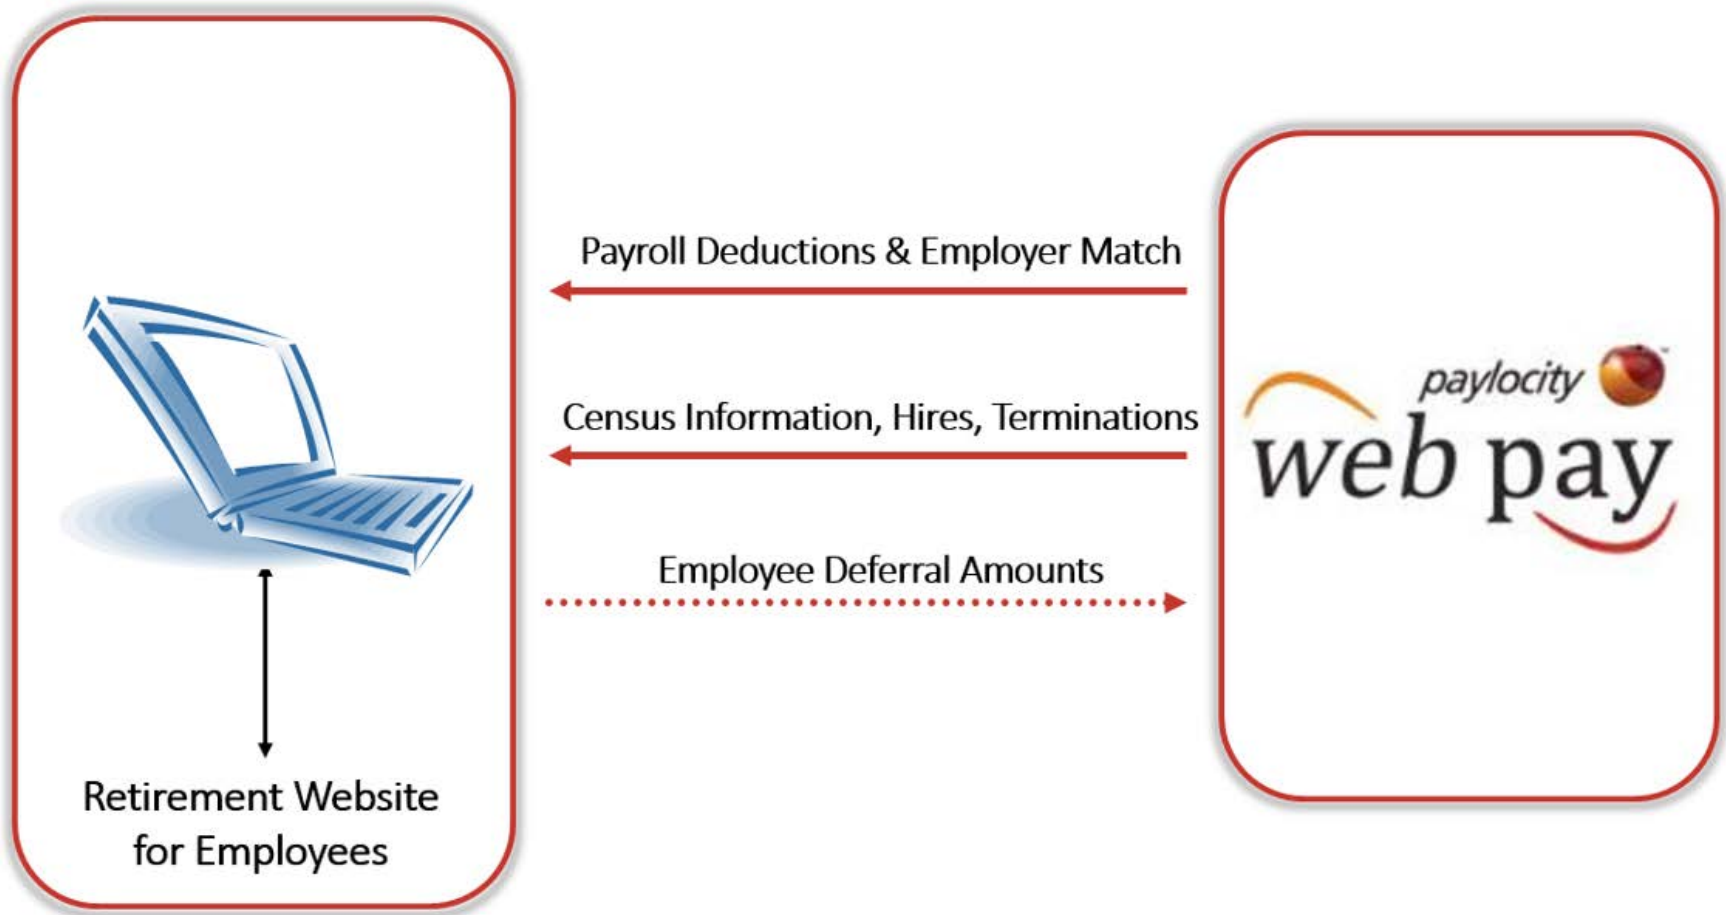 Payroll Deductions & Employer Match
Census Information, Hires, Terminations
Employee Deferral Amounts
Retirement Website
for Employees
paylocity
web pay